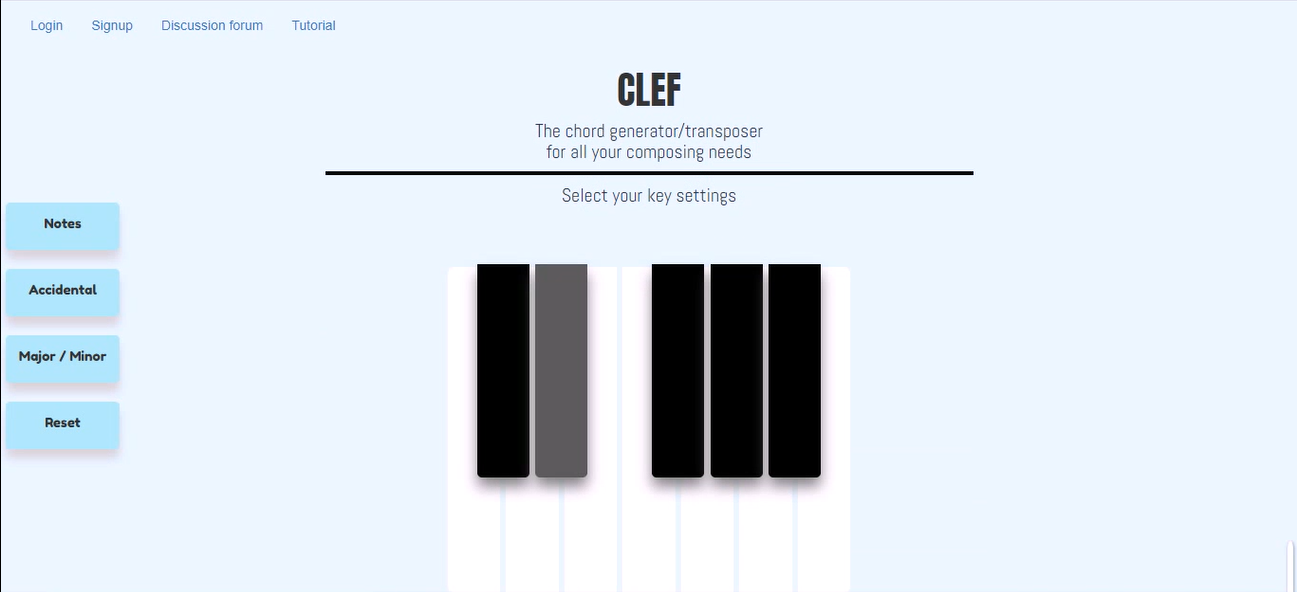 Login
Signup
Discussion forum
Tutorial
CLEF
The chord generator/transposer
for all your composing needs
Select your key settings
Notes
Accidental
Major / Minor
Reset